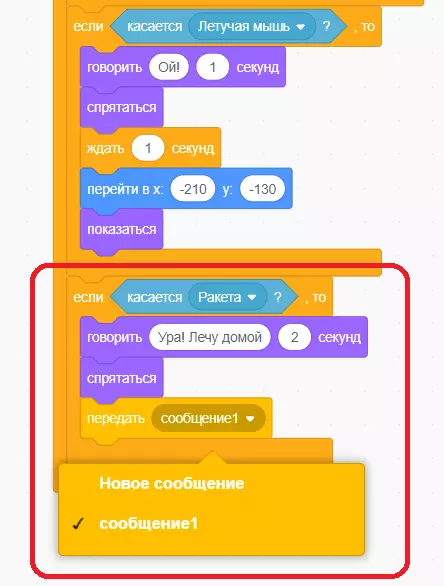 если касается Летучая мышь ? , то
говорить Ой! 1 секунд
спрятаться
ждать 1 секунд
перейти в x: -210 y: -130
показаться
если касается Ракета ? , то
говорить Ура! Лечу домой 2 секунд
спрятаться
передать сообщение1
Новое сообщение
✓ сообщение1